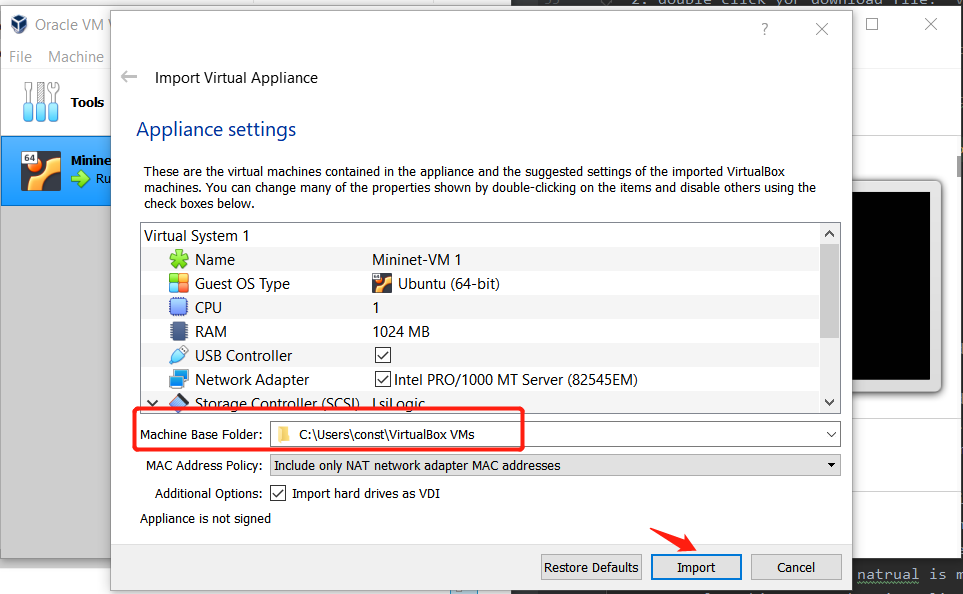 2. double click yor download file.
Oracle VM
File Machine
Tools
64
Minine
Ru
?
Import Virtual Appliance
Appliance settings
These are the virtual machines contained in the appliance and the suggested settings of the imported VirtualBox
machines. You can change many of the properties shown by double-clicking on the items and disable others using the
check boxes below.
Virtual System 1
Name Mininet-VM 1
Guest OS Type Ubuntu (64-bit)
CPU 1
RAM 1024 MB
USB Controller
Network Adapter Intel PRO/1000 MT Server (82545EM)
Storage Controller (SCSI) LsiLogic
Machine Base Folder: C:\Users\const\VirtualBox VMs
MAC Address Policy: Include only NAT network adapter MAC addresses
Additional Options: Import hard drives as VDI
Appliance is not signed
Restore Defaults Import Cancel
natrual is m